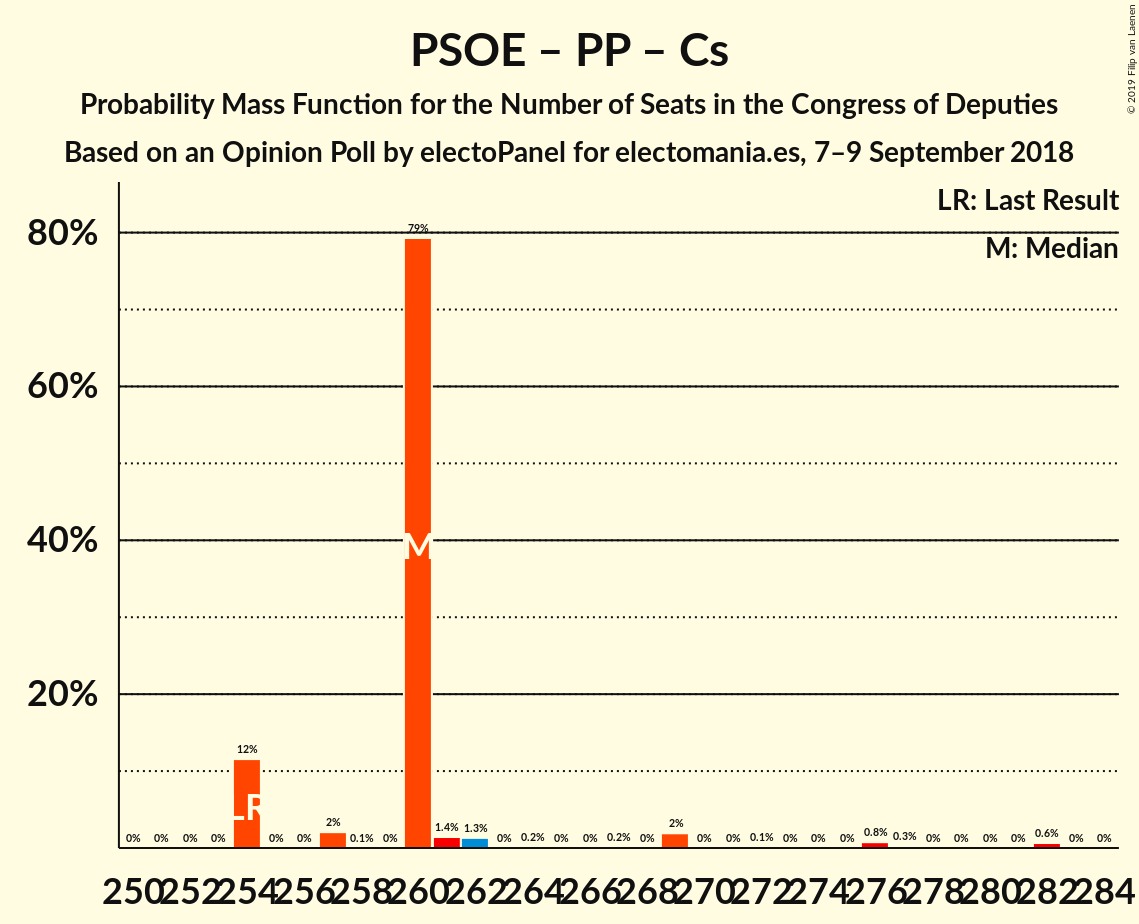 PSOE – PP – Cs
Probability Mass Function for the Number of Seats in the Congress of Deputies
Based on an Opinion Poll by electoPanel for electomania.es, 7–9 September 2018
© 2019 Filip van Laenen
LR: Last Result
M: Median
80%
60%
40%
20%
0% 0% 0% 0% 12% 0% 0% 2% 0.1% 0% 79% 1.4% 1.3% 0% 0.2% 0% 0% 0.2% 0% 2% 0% 0% 0.1% 0% 0% 0% 0.8% 0.3% 0% 0% 0% 0% 0.6% 0% 0%
M
LR
250 252 254 256 258 260 262 264 266 268 270 272 274 276 278 280 282 284